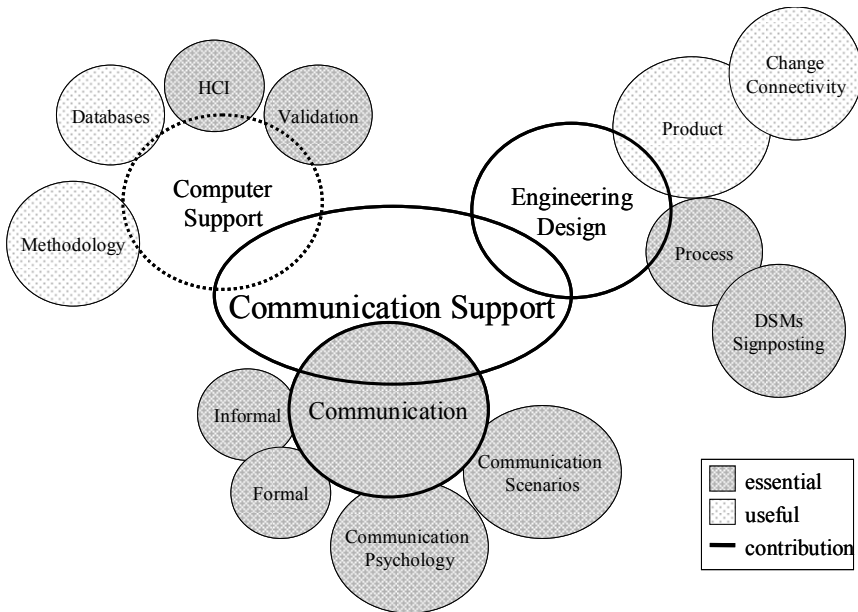 HCI
Databases
Validation
Methodology
Computer
Support
Change
Connectivity
Product
Engineering
Design
Process
DSMs
Signposting
Communication Support
Communication
Informal
Formal
Communication
Scenarios
Communication
Psychology
essential
useful
contribution